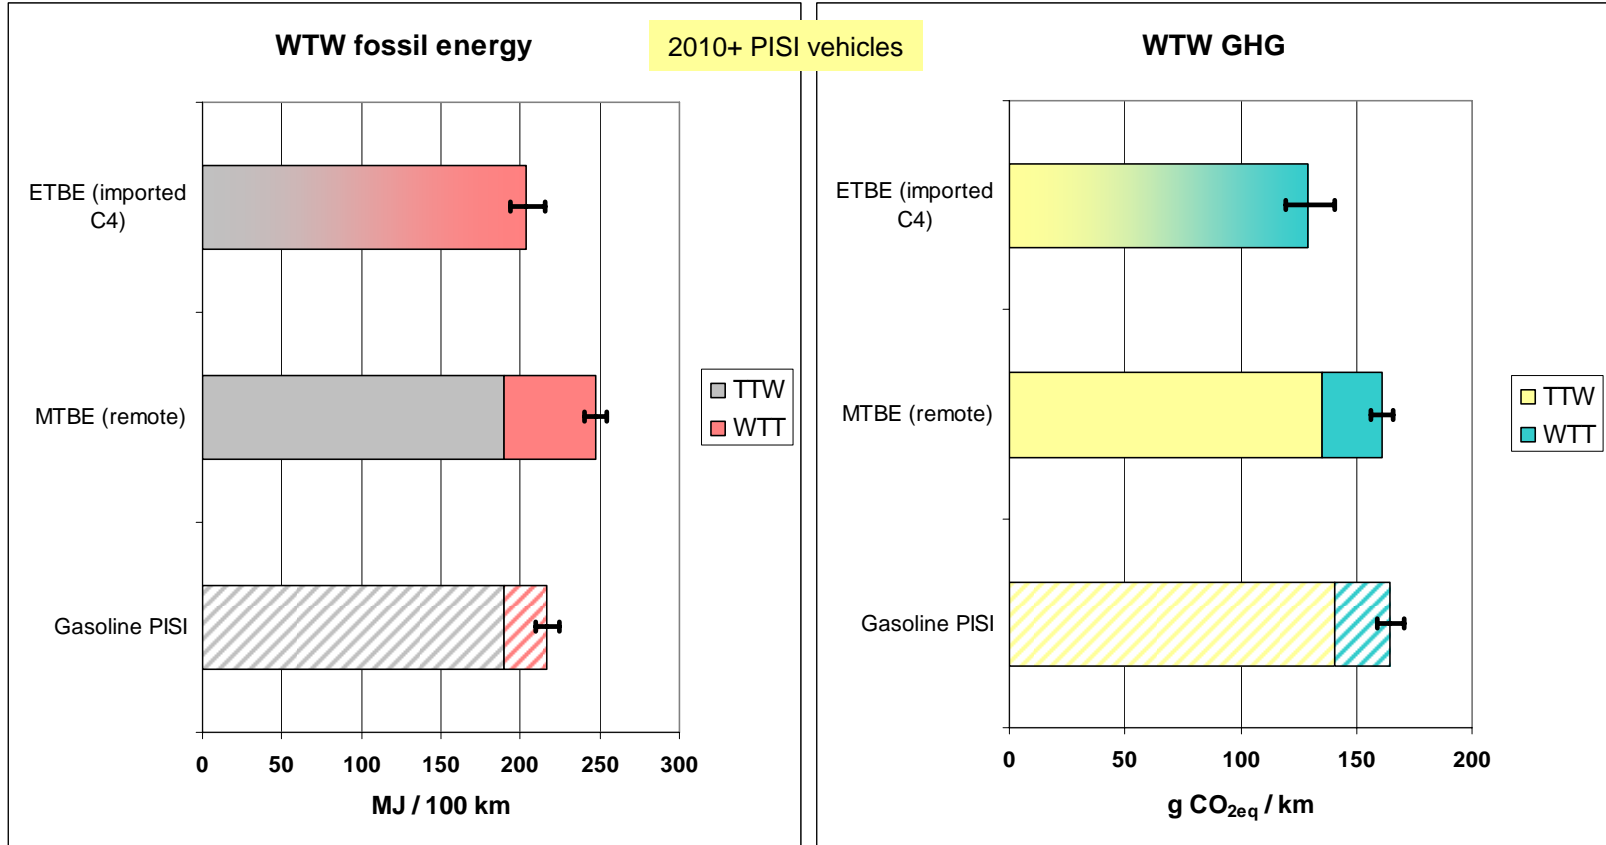 2010+ PISI vehicles
WTW fossil energy
ETBE (imported
C4)
MTBE (remote)
Gasoline PISI
0 50 100 150 200 250 300
MJ / 100 km
TTW
WTT
WTW GHG
ETBE (imported
C4)
MTBE (remote)
Gasoline PISI
0 50 100 150 200
g CO2eq / km
TTW
WTT